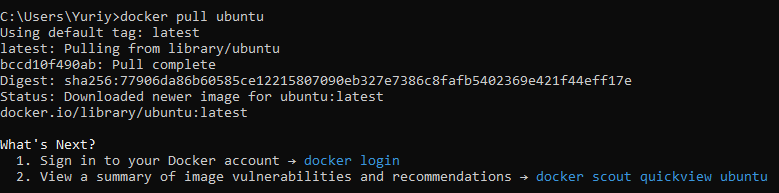 C:\Users\Yuriy>docker pull ubuntu
Using default tag: latest
latest: Pulling from library/ubuntu
bccd10f490ab: Pull complete
Digest: sha256:77906da86b60585ce12215807090eb327e7386c8fafb5402369e421f44eff17e
Status: Downloaded newer image for ubuntu:latest
docker.io/library/ubuntu:latest
What's Next?
1. Sign in to your Docker account → docker login
2. View a summary of image vulnerabilities and recommendations → docker scout quickview ubuntu